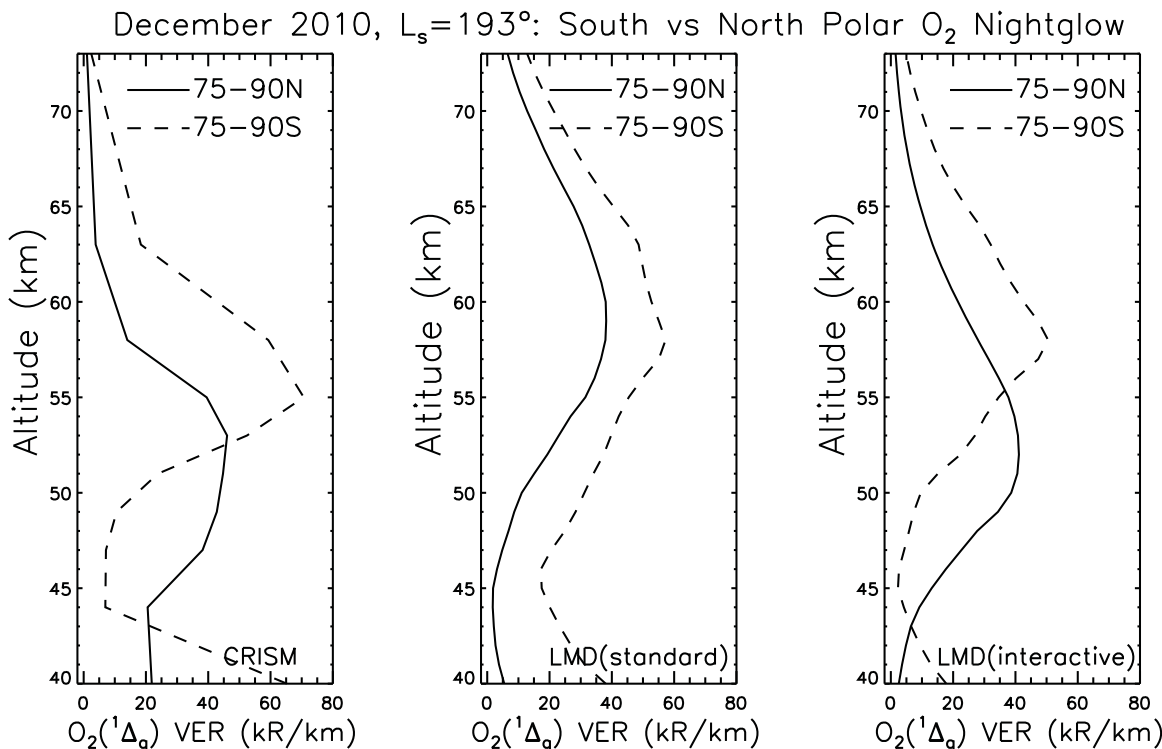 December 2010, Lₛ=193°: South vs North Polar O₂ Nightglow
75-90N
75-90S
70
65
60
55
50
45
40
Altitude (km)
CRISM
0 20 40 60 80
O₂(¹Δg) VER (kR/km)
75-90N
75-90S
70
65
60
55
50
45
40
Altitude (km)
LMD(standard)
0 20 40 60 80
O₂(¹Δg) VER (kR/km)
75-90N
75-90S
70
65
60
55
50
45
40
Altitude (km)
LMD(interactive)
0 20 40 60 80
O₂(¹Δg) VER (kR/km)